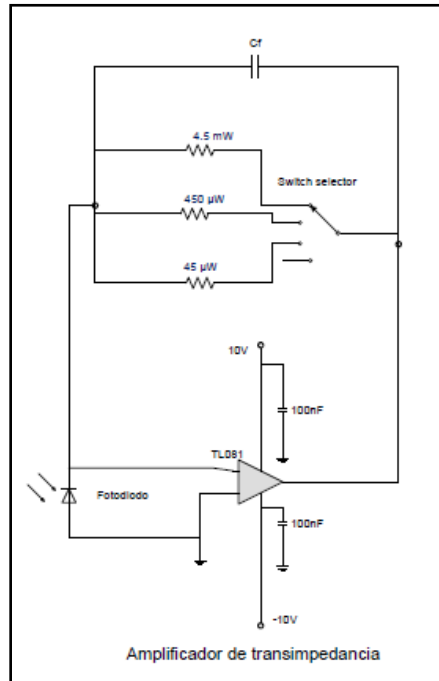 Cf
4.5 mW
Switch selector
450 µW
45 µW
10V
100nF
TL081
Fotodiodo
100nF
-10V
Amplificador de transimpedancia